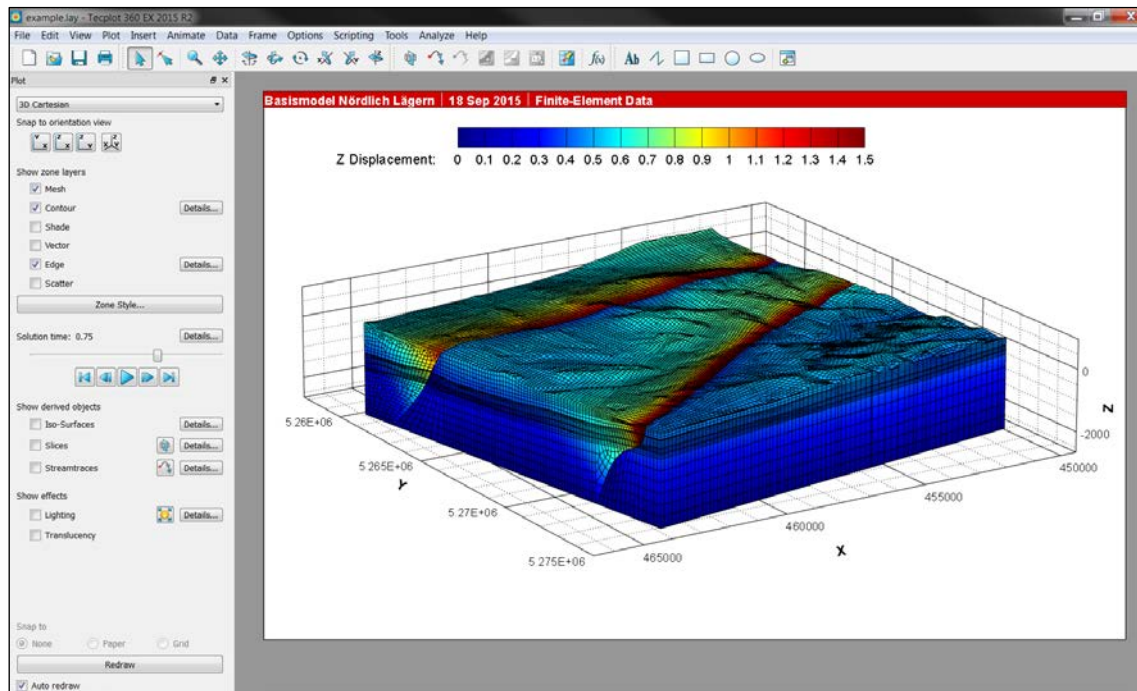 example.lay - Tecplot 360 EX 2015 R2
File Edit View Plot Insert Animate Data Frame Options Scripting Tools Analyze Help
Ab
Plot
3D Cartesian
Snap to orientation view
Show zone layers
Mesh
Contour Details...
Shade
Vector
Edge Details...
Scatter
Zone Style...
Solution time: 0.75 Details...
Show derived objects
Iso-Surfaces Details...
Slices Details...
Streamtraces Details...
Show effects
Lighting Details...
Translucency
Snap to
None Paper Grid
Redraw
Auto redraw
Basismodel Nördlich Lägern | 18 Sep 2015 | Finite-Element Data
Z Displacement: 0 0.1 0.2 0.3 0.4 0.5 0.6 0.7 0.8 0.9 1 1.1 1.2 1.3 1.4 1.5
0
Z
-2000
5.26E+06
5.265E+06
Y
5.27E+06
5.275E+06
450000
455000
460000
X
465000